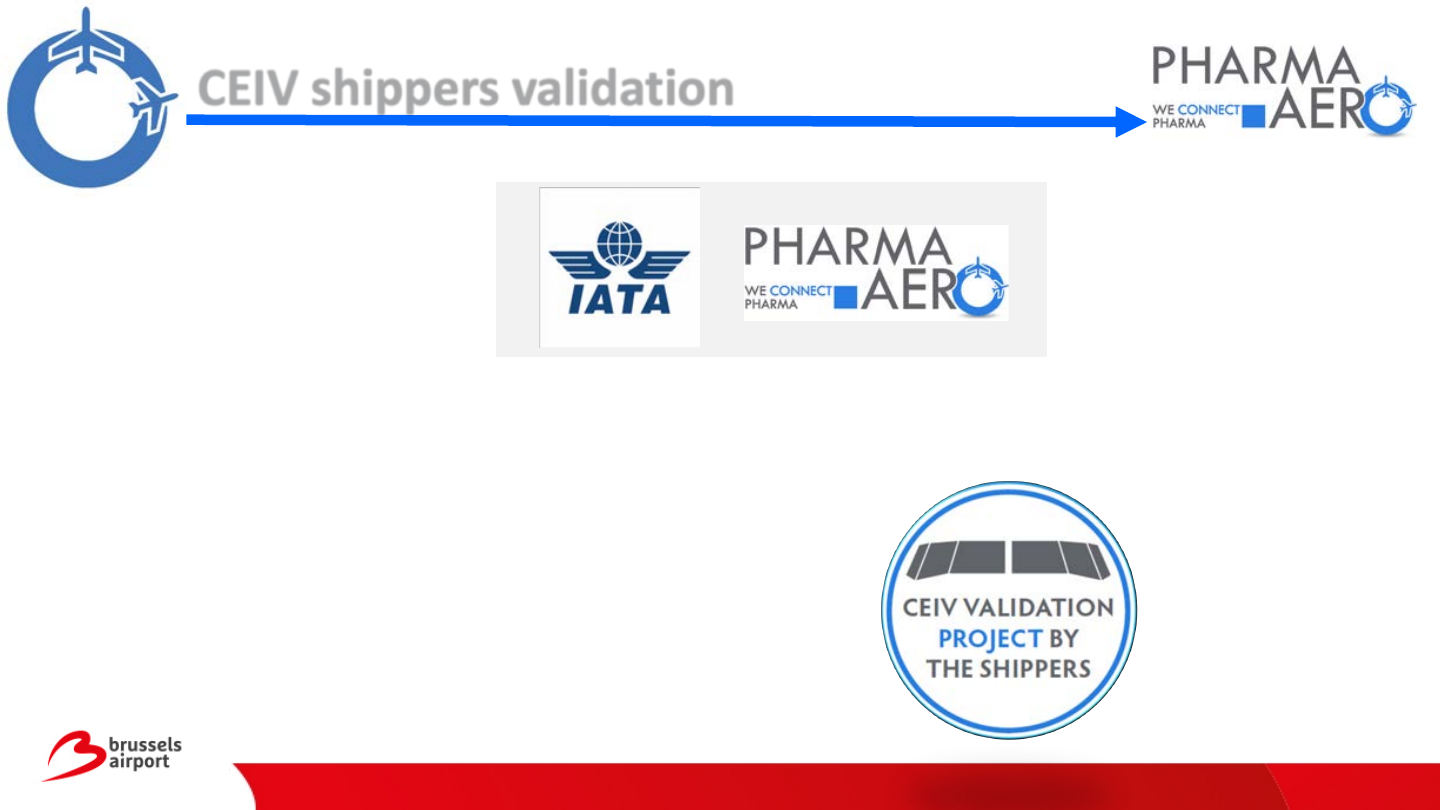 CEIV shippers validation
PHARMA
AERO
WE CONNECT
PHARMA
IATA
PHARMA
AERO
WE CONNECT
PHARMA
CEIV VALIDATION
PROJECT BY
THE SHIPPERS
brussels
airport